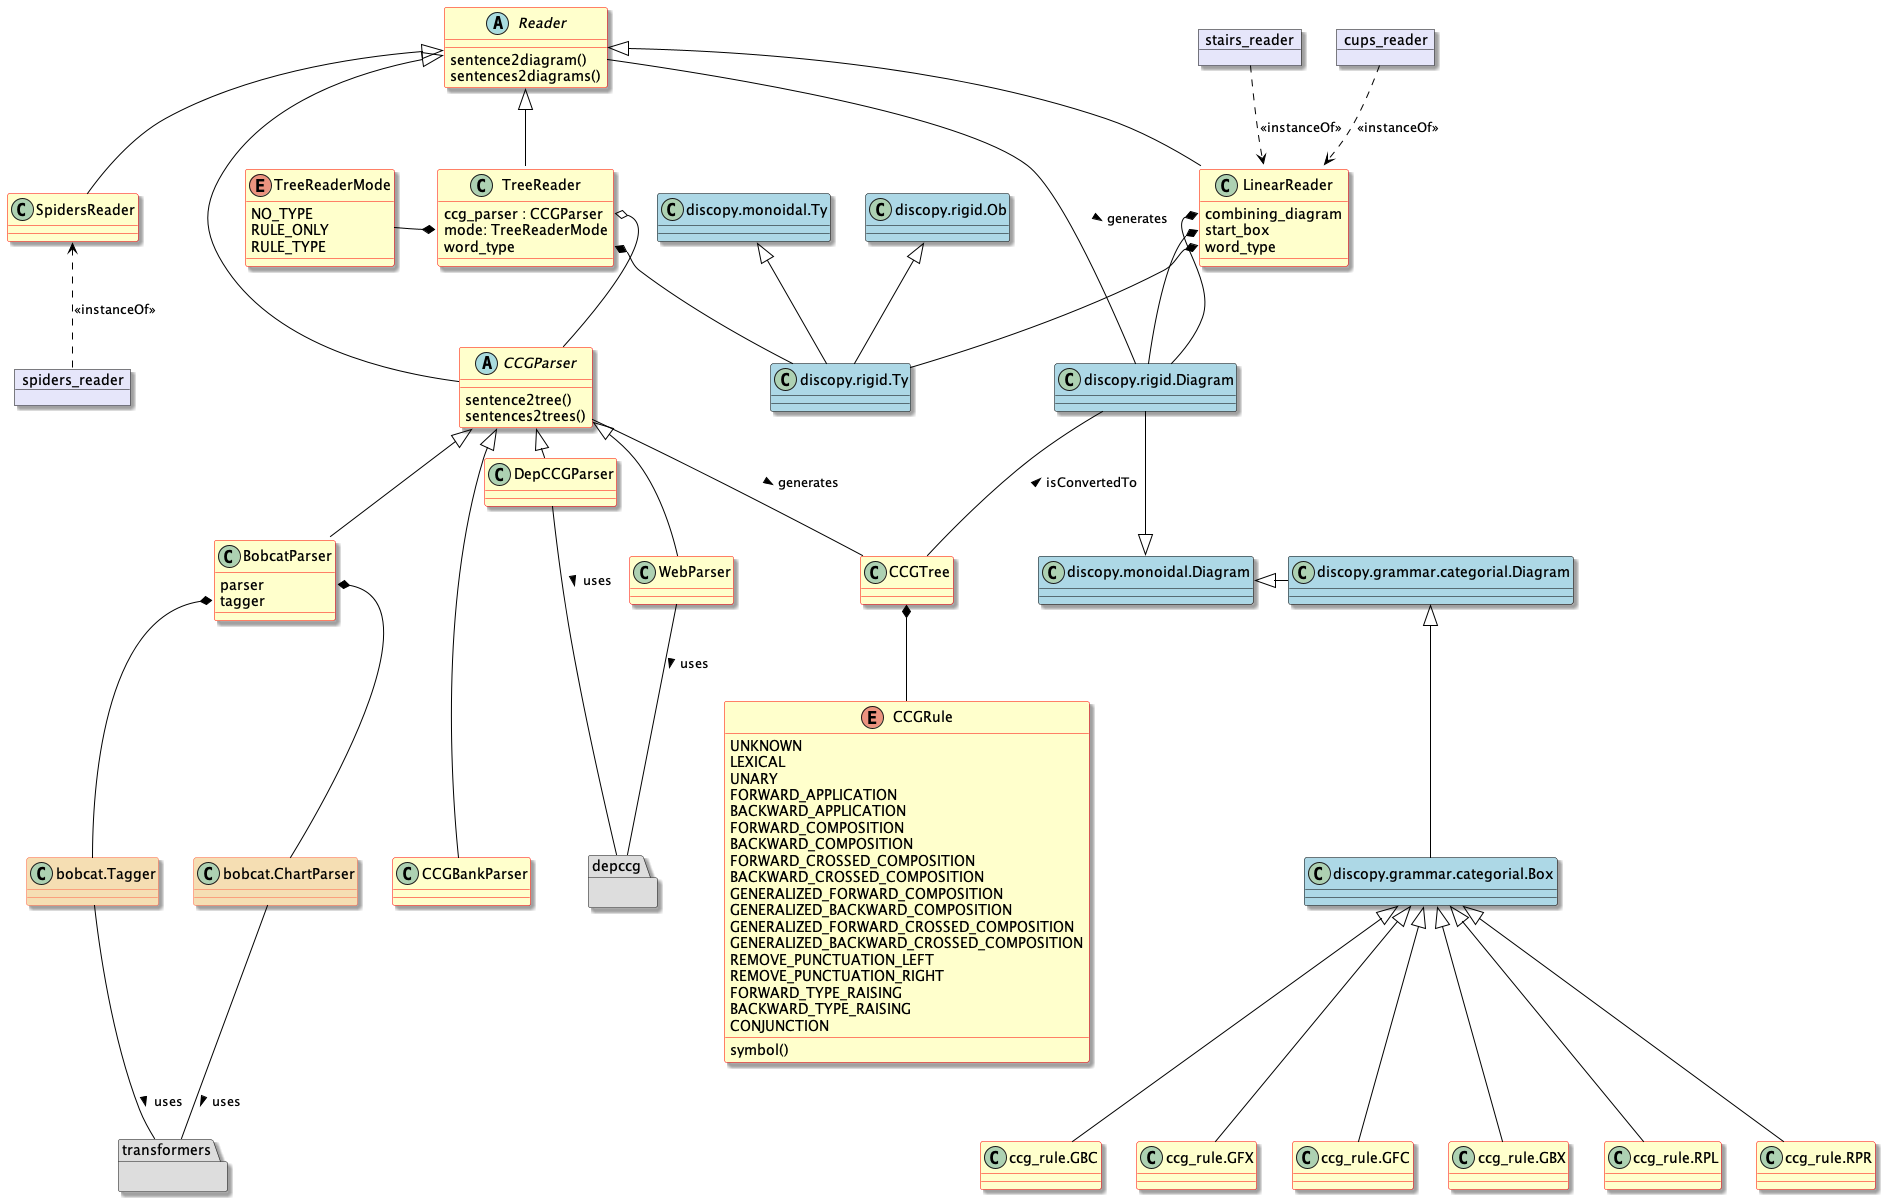 A Reader
sentence2diagram()
sentences2diagrams()
stairs_reader
cups_reader
«instanceOf»
«instanceOf»
C SpidersReader
E TreeReaderMode
NO_TYPE
RULE_ONLY
RULE_TYPE
C TreeReader
ccg_parser : CCGParser
mode: TreeReaderMode
word_type
C discopy.monoidal.Ty
C discopy.rigid.Ob
generates
C LinearReader
combining_diagram
start_box
word_type
«instanceOf»
spiders_reader
A CCGParser
sentence2tree()
sentences2trees()
C discopy.rigid.Ty
C discopy.rigid.Diagram
C DepCCGParser
generates
isConvertedTo
C BobcatParser
parser
tagger
uses
C WebParser
C CCGTree
C discopy.monoidal.Diagram
C discopy.grammar.categorial.Diagram
uses
E CCGRule
UNKNOWN
LEXICAL
UNARY
FORWARD_APPLICATION
BACKWARD_APPLICATION
FORWARD_COMPOSITION
BACKWARD_COMPOSITION
FORWARD_CROSSED_COMPOSITION
BACKWARD_CROSSED_COMPOSITION
GENERALIZED_FORWARD_COMPOSITION
GENERALIZED_BACKWARD_COMPOSITION
GENERALIZED_FORWARD_CROSSED_COMPOSITION
GENERALIZED_BACKWARD_CROSSED_COMPOSITION
REMOVE_PUNCTUATION_LEFT
REMOVE_PUNCTUATION_RIGHT
FORWARD_TYPE_RAISING
BACKWARD_TYPE_RAISING
CONJUNCTION
symbol()
C bobcat.Tagger
C bobcat.ChartParser
C CCGBankParser
depccg
C discopy.grammar.categorial.Box
uses
uses
transformers
C ccg_rule.GBC
C ccg_rule.GFX
C ccg_rule.GFC
C ccg_rule.GBX
C ccg_rule.RPL
C ccg_rule.RPR